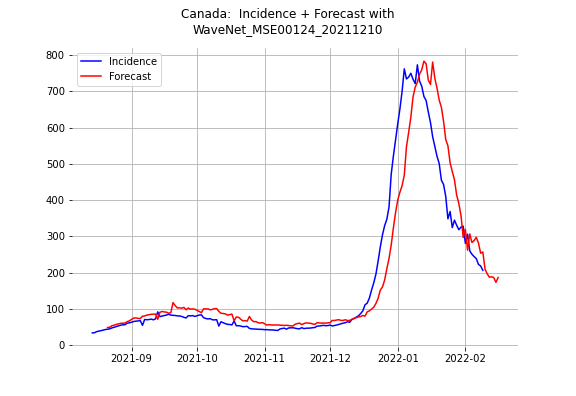 Canada:  Incidence + Forecast with
WaveNet_MSE00124_20211210
Incidence
Forecast
800
700
600
500
400
300
200
100
0
2021-09 2021-10 2021-11 2021-12 2022-01 2022-02